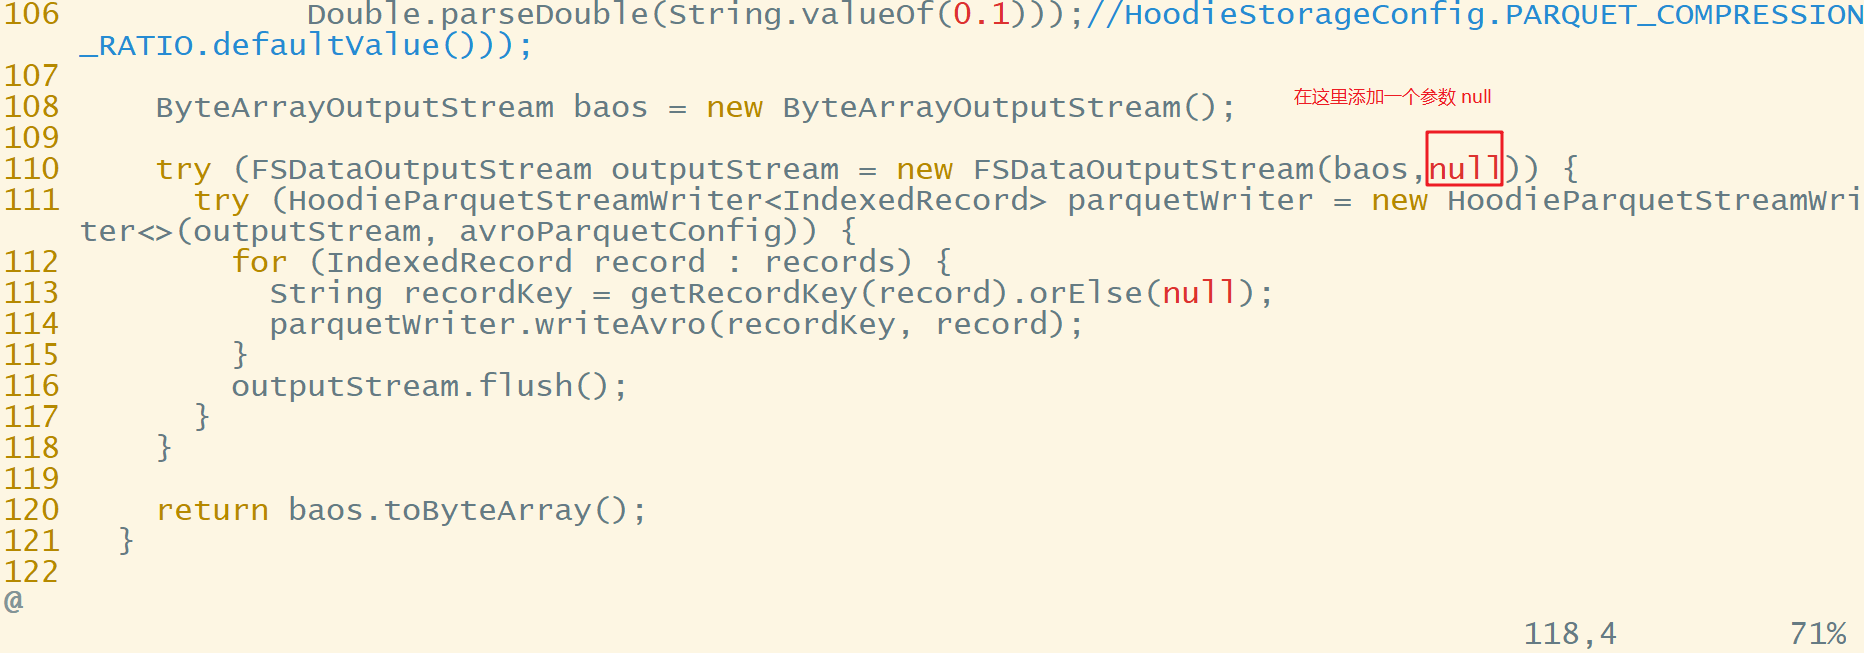 106             Double.parseDouble(String.valueOf(0.1)));//HoodieStorageConfig.PARQUET_COMPRESSION
_RATIO.defaultValue()));
107
108     ByteArrayOutputStream baos = new ByteArrayOutputStream();
在这里添加一个参数 null
109
110     try (FSDataOutputStream outputStream = new FSDataOutputStream(baos,null)) {
111       try (HoodieParquetStreamWriter<IndexedRecord> parquetWriter = new HoodieParquetStreamWri
ter<>(outputStream, avroParquetConfig)) {
112         for (IndexedRecord record : records) {
113           String recordKey = getRecordKey(record).orElse(null);
114           parquetWriter.writeAvro(recordKey, record);
115         }
116         outputStream.flush();
117       }
118     }
119
120     return baos.toByteArray();
121   }
122
@
118,4 71%